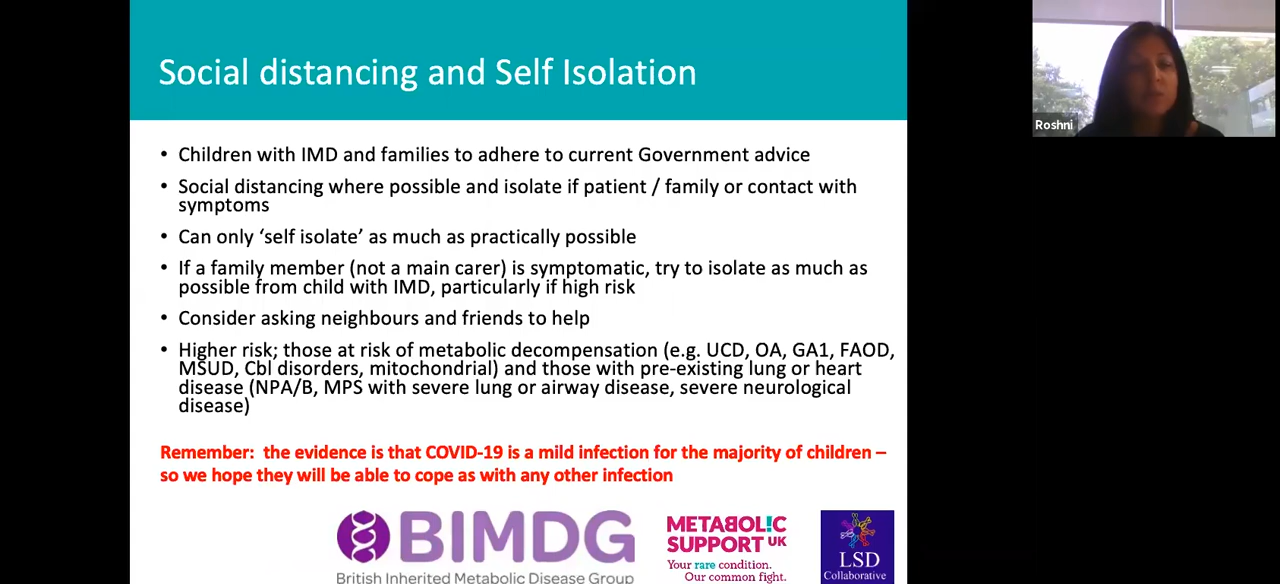 Social distancing and Self Isolation
Roshni
• Children with IMD and families to adhere to current Government advice
• Social distancing where possible and isolate if patient / family or contact with
symptoms
• Can only ‘self isolate’ as much as practically possible
• If a family member (not a main carer) is symptomatic, try to isolate as much as
possible from child with IMD, particularly if high risk
• Consider asking neighbours and friends to help
• Higher risk; those at risk of metabolic decompensation (e.g. UCD, OA, GA1, FAOD,
MSUD, Cbl disorders, mitochondrial) and those with pre-existing lung or heart
disease (NPA/B, MPS with severe lung or airway disease, severe neurological
disease)
Remember:  the evidence is that COVID-19 is a mild infection for the majority of children –
so we hope they will be able to cope as with any other infection
BIMDG
British Inherited Metabolic Disease Group
METABOL!C
SUPPORT UK
Your rare condition.
Our common fight.
LSD
Collaborative